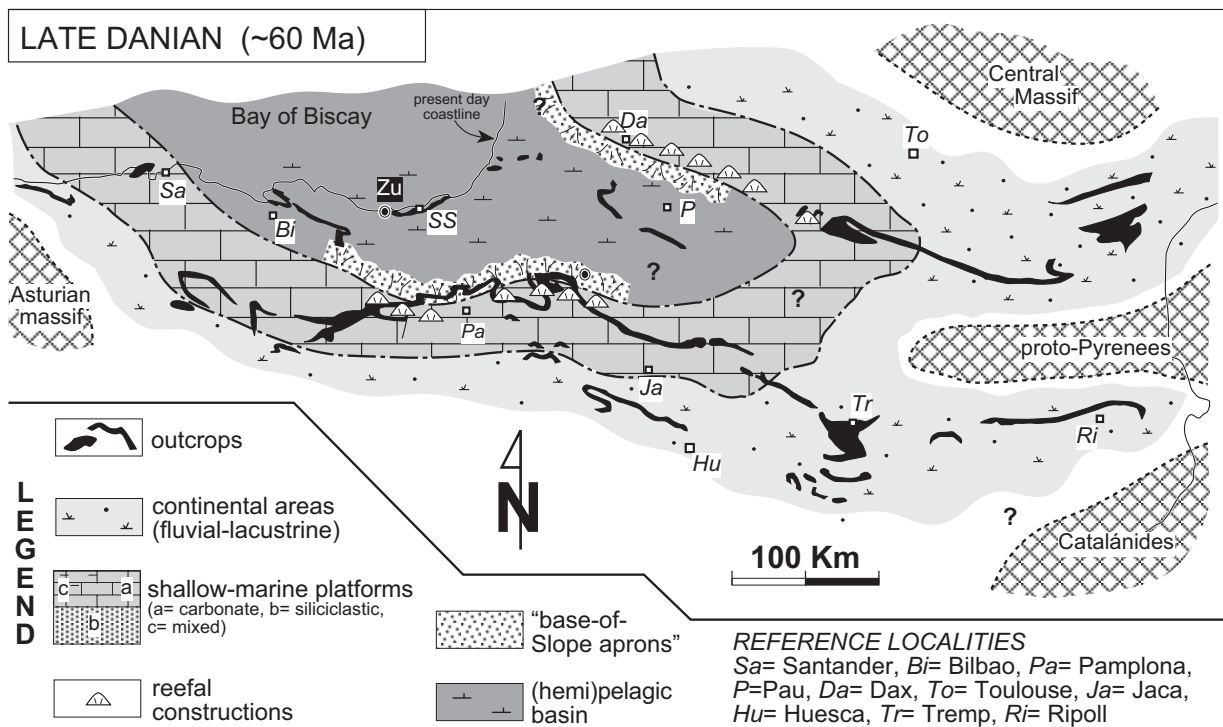 LATE DANIAN (~60 Ma)
Central
Massif
Bay of Biscay
present day
coastline
?
Da
To
Sa
Zu
SS
P
Bi
Asturian
massif
?
?
Pa
proto-Pyrenees
Ja
Tr
Ri
Hu
?
Catalánides
N
100 Km
LEGEND
outcrops
continental areas
(fluvial-lacustrine)
c a
b
shallow-marine platforms
(a= carbonate, b= siliciclastic,
c= mixed)
reefal
constructions
“base-of-
Slope aprons”
(hemi)pelagic
basin
REFERENCE LOCALITIES
Sa= Santander, Bi= Bilbao, Pa= Pamplona,
P=Pau, Da= Dax, To= Toulouse, Ja= Jaca,
Hu= Huesca, Tr= Tremp, Ri= Ripoll